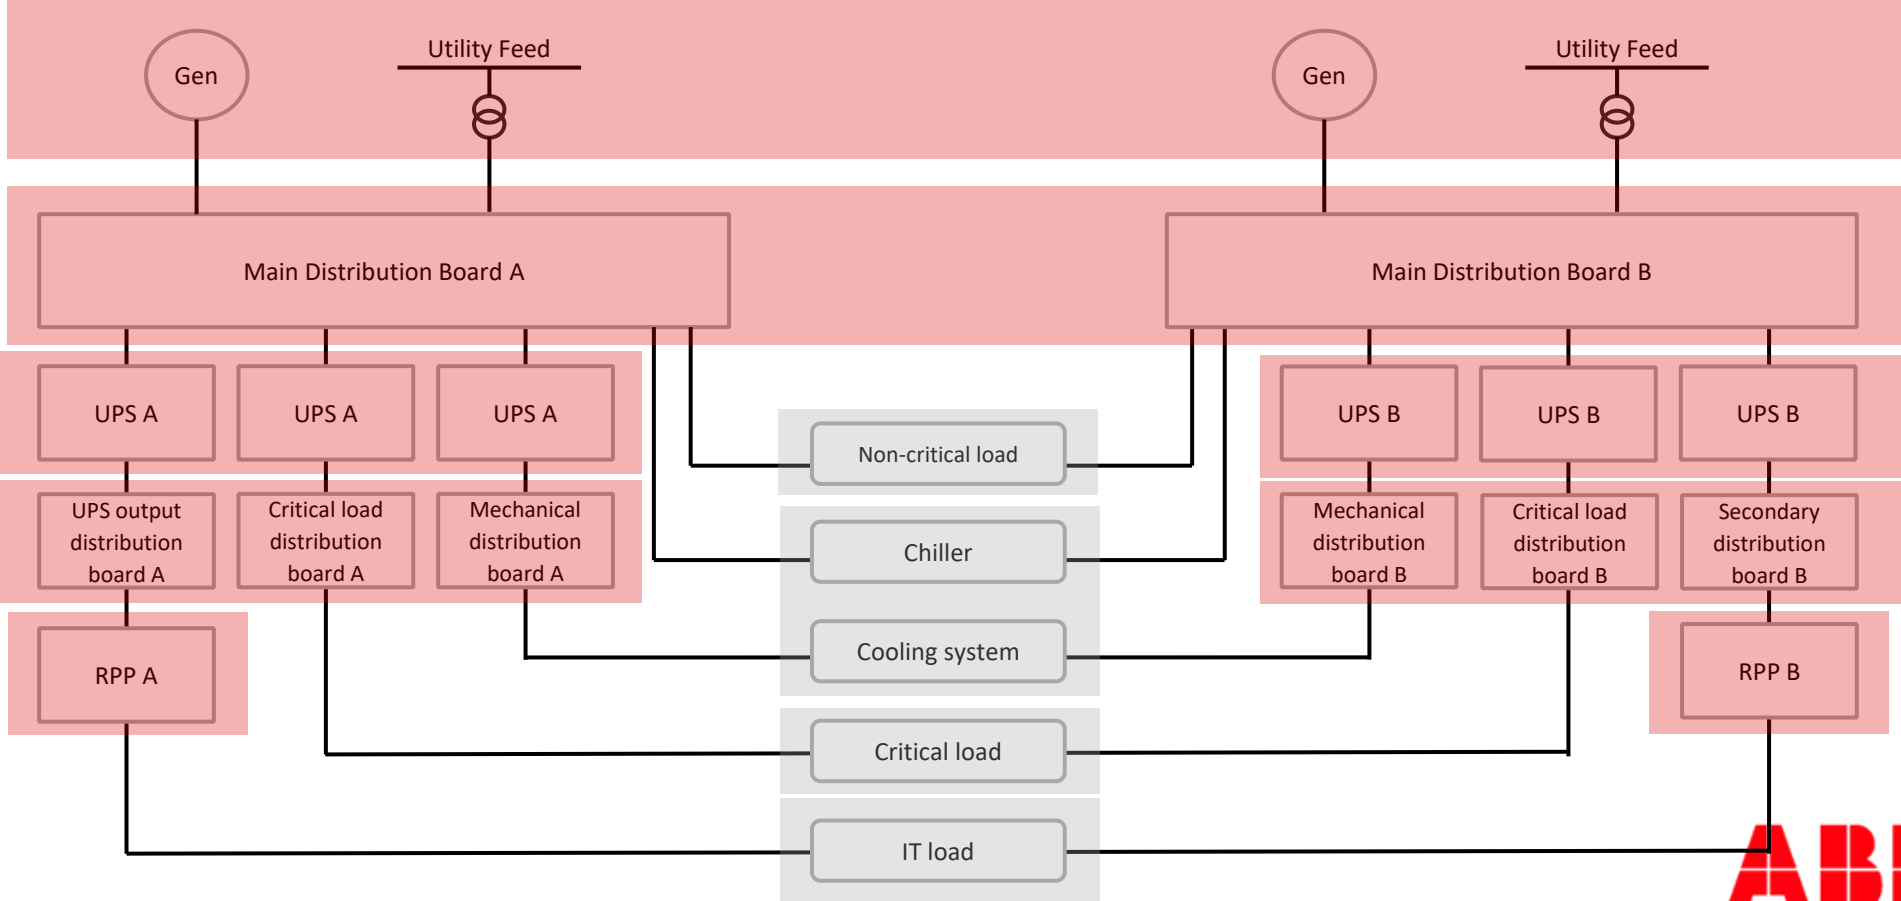 Utility Feed
Utility Feed
Gen
Gen
Main Distribution Board A
Main Distribution Board B
UPS A
UPS A
UPS A
UPS B
UPS B
UPS B
Non-critical load
UPS output
distribution
board A
Critical load
distribution
board A
Mechanical
distribution
board A
Chiller
Mechanical
distribution
board B
Critical load
distribution
board B
Secondary
distribution
board B
Cooling system
RPP A
RPP B
Critical load
IT load